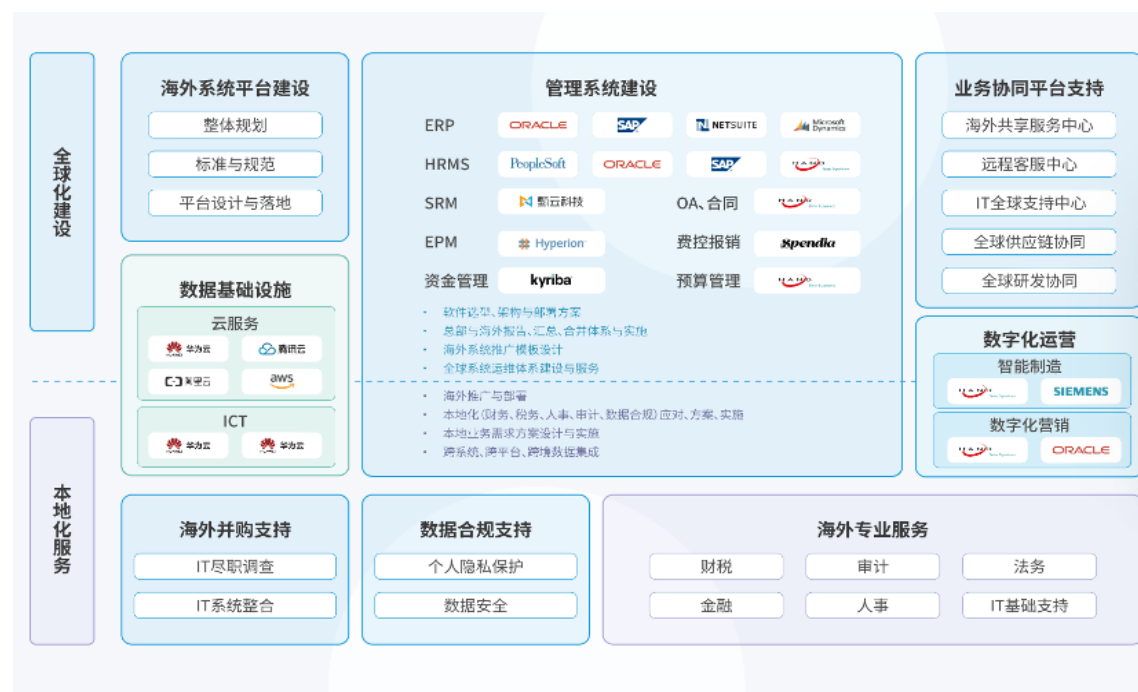 全球化建设
海外系统平台建设
整体规划
标准与规范
平台设计与落地
数据基础设施
云服务
华为云
腾讯云
阿里云
aws
ICT
华为云
华为云
管理系统建设
ERP
ORACLE
SAP
NETSUITE
Microsoft Dynamics
HRMS
PeopleSoft
ORACLE
SAP
HAND
SRM
甄云科技
OA、合同
HAND
EPM
Hyperion
费控报销
Spendia
资金管理
kyriba
预算管理
HAND
· 软件选型、架构与部署方案
· 总部与海外报告、汇总、合并体系与实施
· 海外系统推广模板设计
· 全球系统运维体系建设与服务
· 海外推广与部署
· 本地化(财务、税务、人事、审计、数据合规)应对、方案、实施
· 本地业务需求方案设计与实施
· 跨系统、跨平台、跨境数据集成
业务协同平台支持
海外共享服务中心
远程客服中心
IT全球支持中心
全球供应链协同
全球研发协同
数字化运营
智能制造
HAND
SIEMENS
数字化营销
HAND
ORACLE
本地化服务
海外并购支持
IT尽职调查
IT系统整合
数据合规支持
个人隐私保护
数据安全
海外专业服务
财税
审计
法务
金融
人事
IT基础支持